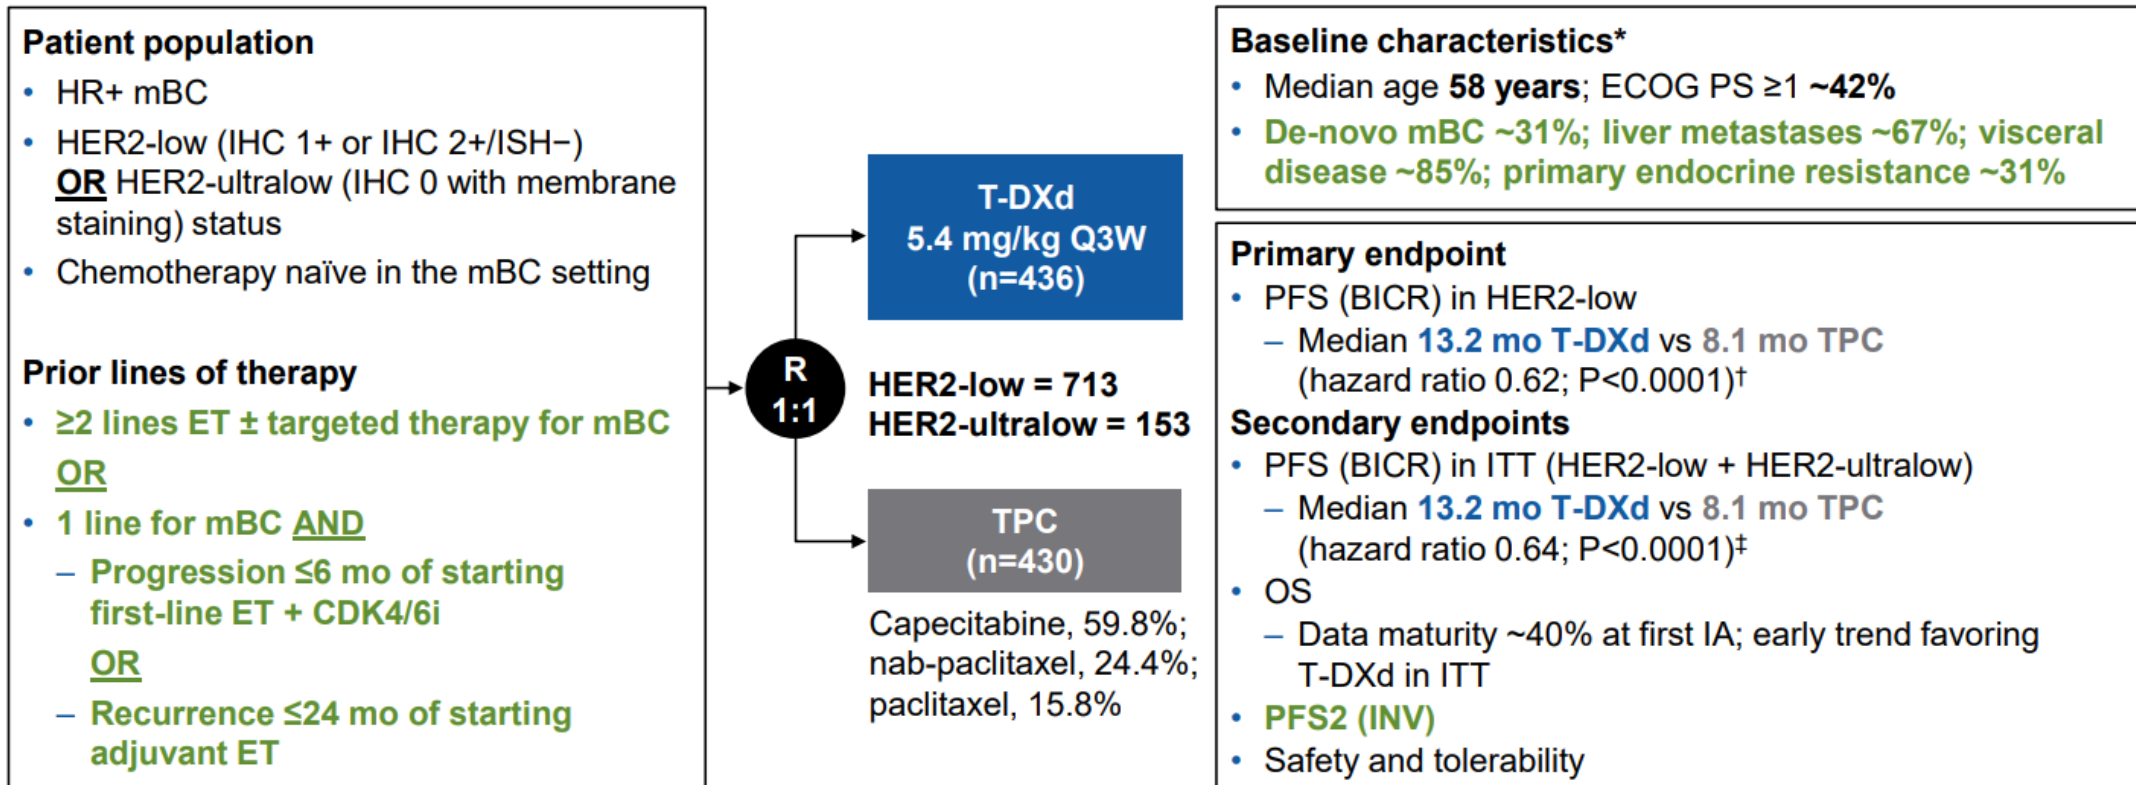 Patient population
• HR+ mBC
• HER2-low (IHC 1+ or IHC 2+/ISH−)
OR HER2-ultralow (IHC 0 with membrane
staining) status
• Chemotherapy naïve in the mBC setting
Prior lines of therapy
• ≥2 lines ET ± targeted therapy for mBC
OR
• 1 line for mBC AND
– Progression ≤6 mo of starting
first-line ET + CDK4/6i
OR
– Recurrence ≤24 mo of starting
adjuvant ET
R
1:1
T-DXd
5.4 mg/kg Q3W
(n=436)
HER2-low = 713
HER2-ultralow = 153
TPC
(n=430)
Capecitabine, 59.8%;
nab-paclitaxel, 24.4%;
paclitaxel, 15.8%
Baseline characteristics*
• Median age 58 years; ECOG PS ≥1 ~42%
• De-novo mBC ~31%; liver metastases ~67%; visceral
disease ~85%; primary endocrine resistance ~31%
Primary endpoint
• PFS (BICR) in HER2-low
– Median 13.2 mo T-DXd vs 8.1 mo TPC
(hazard ratio 0.62; P<0.0001)†
Secondary endpoints
• PFS (BICR) in ITT (HER2-low + HER2-ultralow)
– Median 13.2 mo T-DXd vs 8.1 mo TPC
(hazard ratio 0.64; P<0.0001)‡
• OS
– Data maturity ~40% at first IA; early trend favoring
T-DXd in ITT
• PFS2 (INV)
• Safety and tolerability